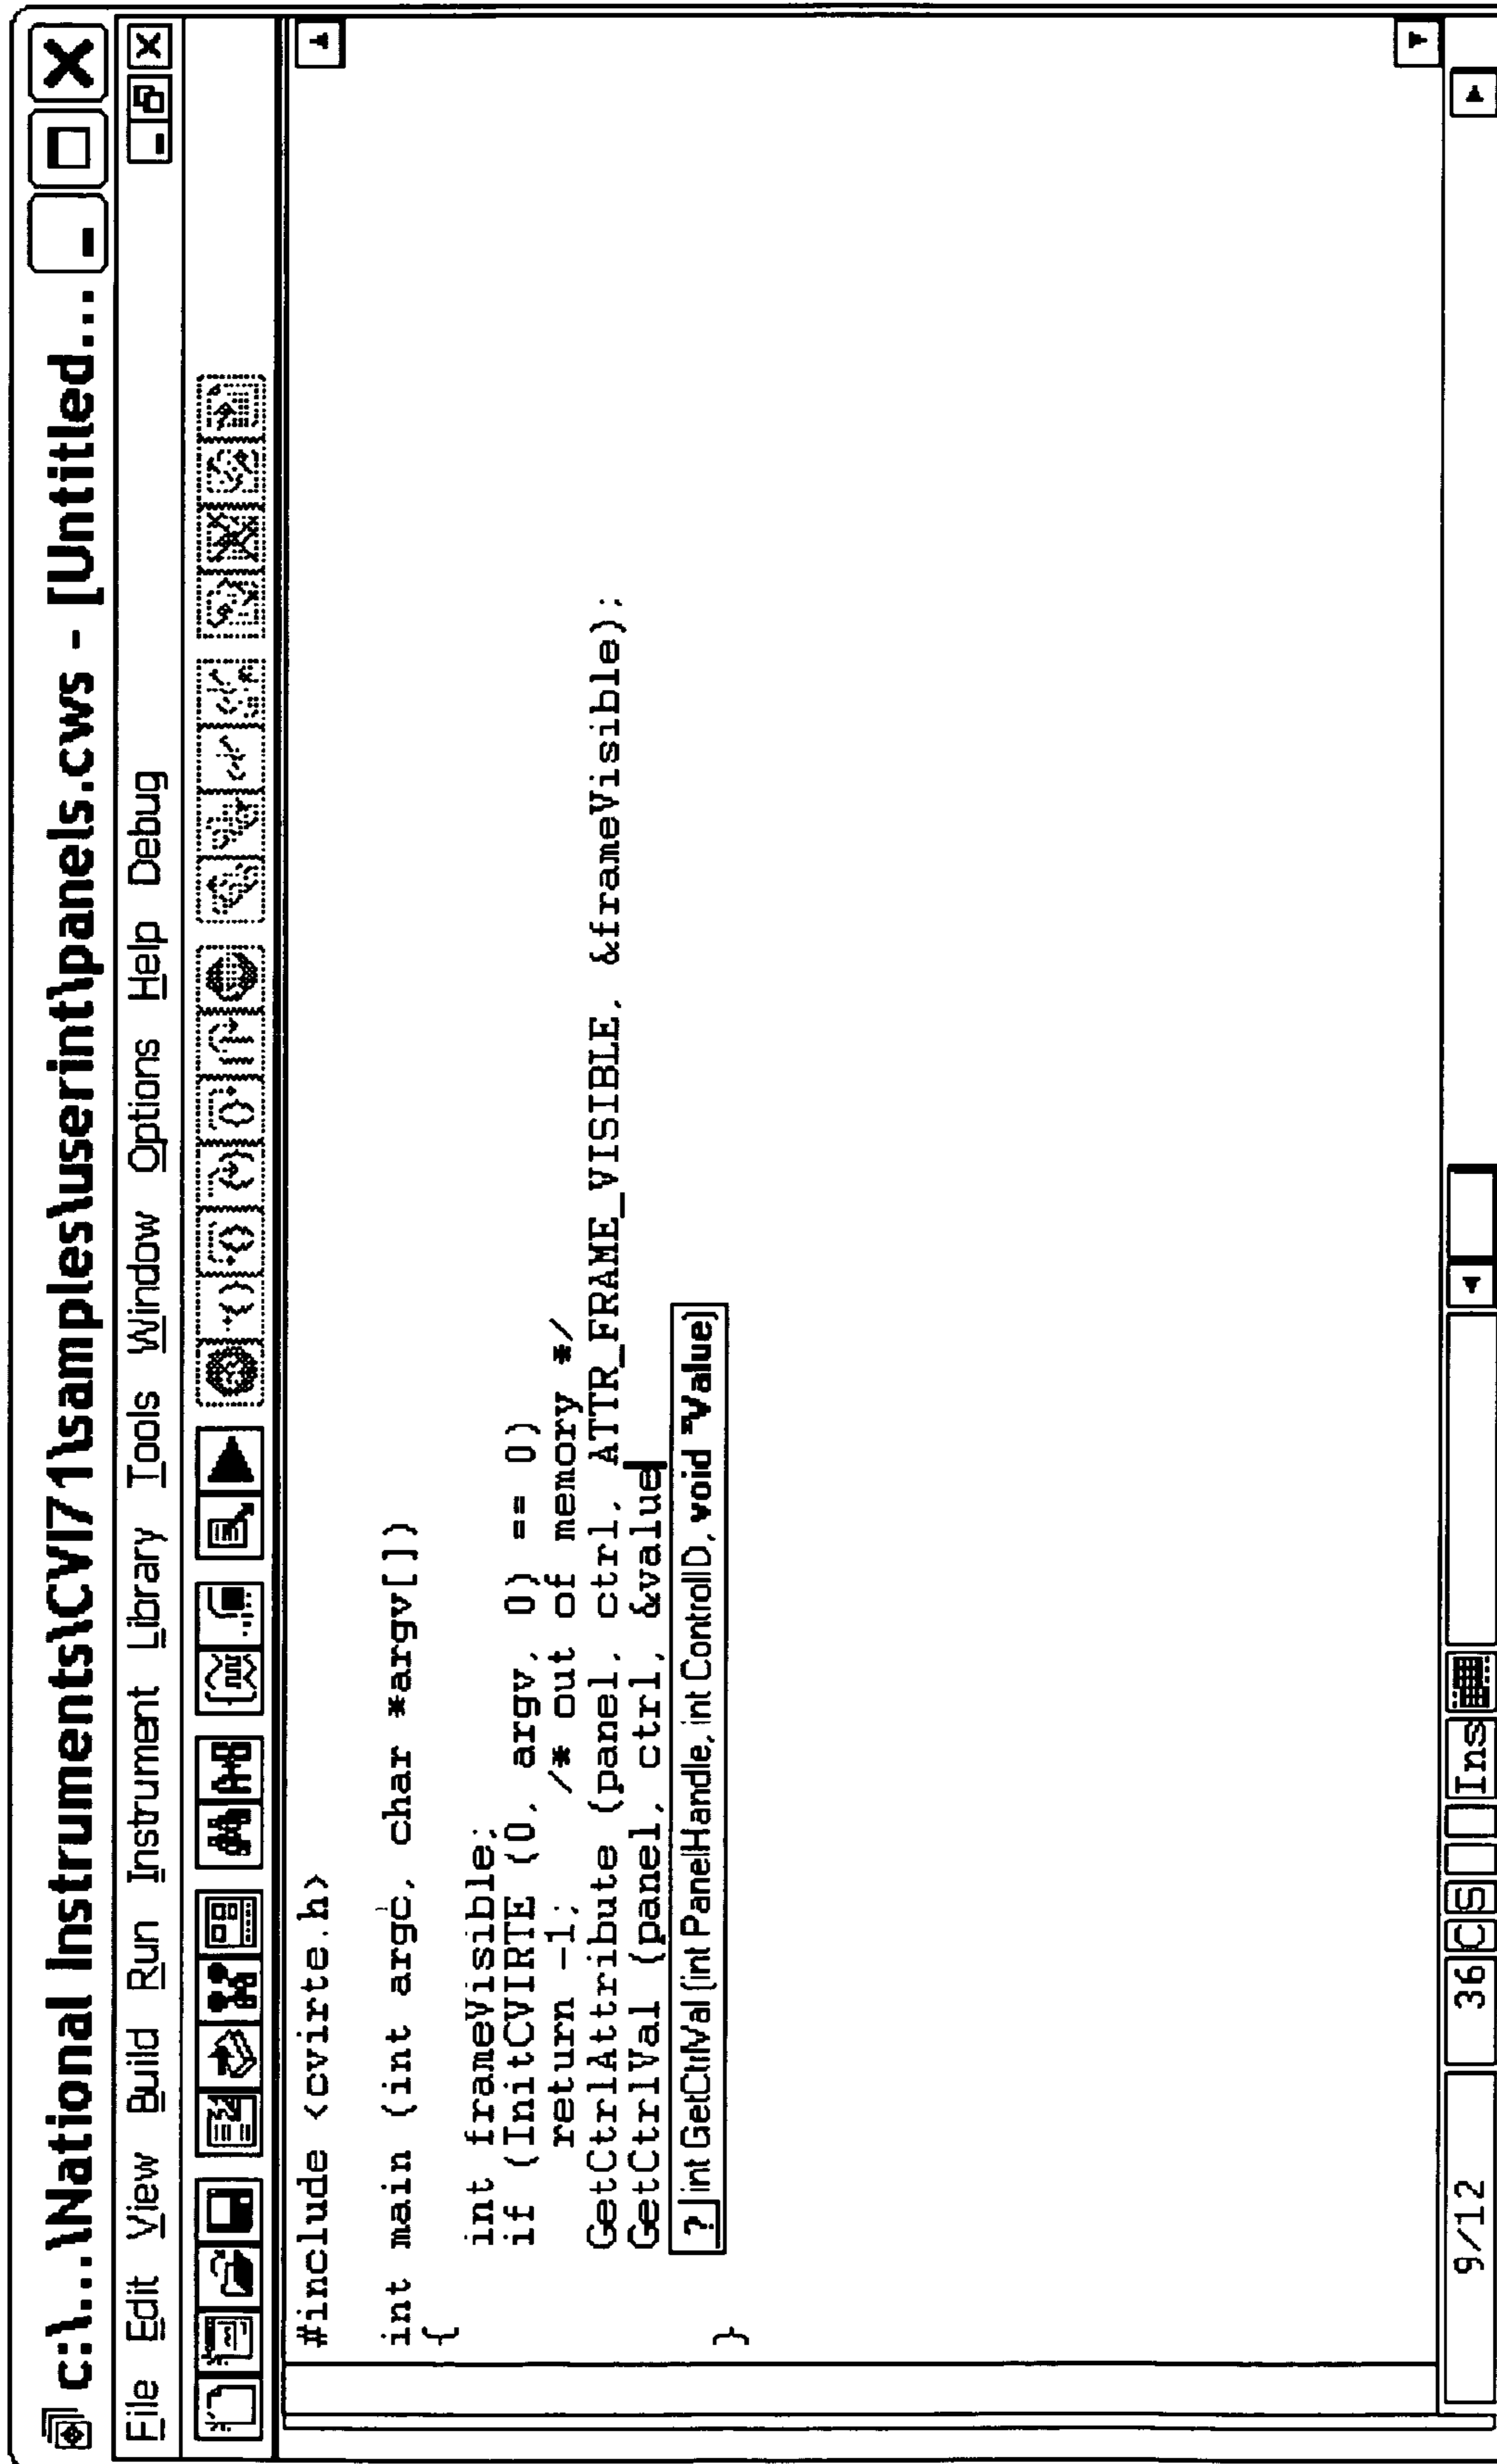 c:\...\National Instruments\CVI71\samples\userint\panels.cws - [Untitled...
File Edit View Build Run Instrument Library Tools Window Options Help Debug
#include <cvirte.h>
int main (int argc, char *argv[])
{
int frameVisible;
if (InitCVIRTE (0, argv, 0) == 0)
return -1; /* out of memory */
GetCtrlAttribute (panel, ctrl, ATTR_FRAME_VISIBLE, &frameVisible);
GetCtrlVal (panel, ctrl, &value
? int GetCtrlVal (int PanelHandle, int ControlID, void *Value)
}
9/12 36 C S Ins